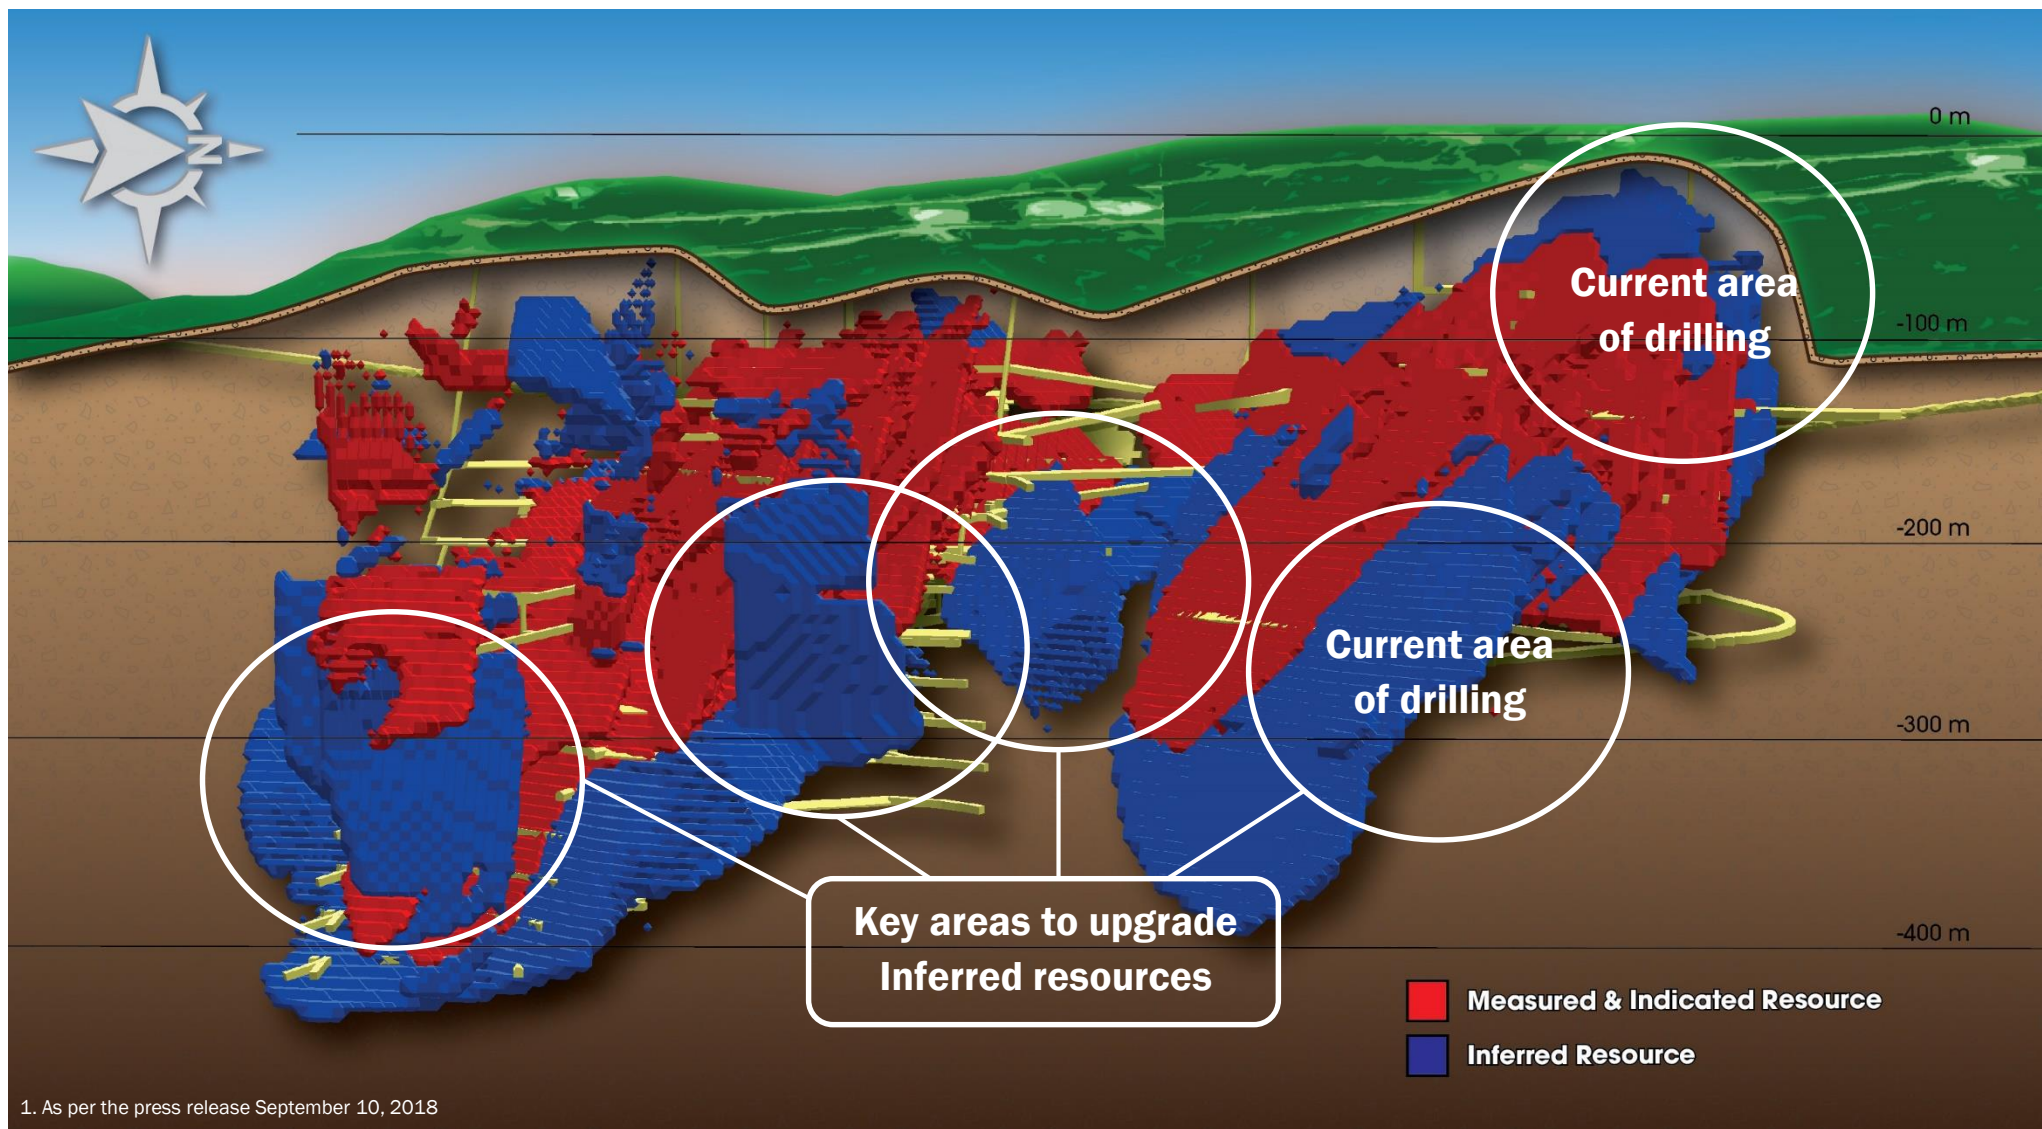 N
0 m
Current area
of drilling
-100 m
-200 m
Current area
of drilling
-300 m
Key areas to upgrade
Inferred resources
-400 m
Measured & Indicated Resource
Inferred Resource
1. As per the press release September 10, 2018